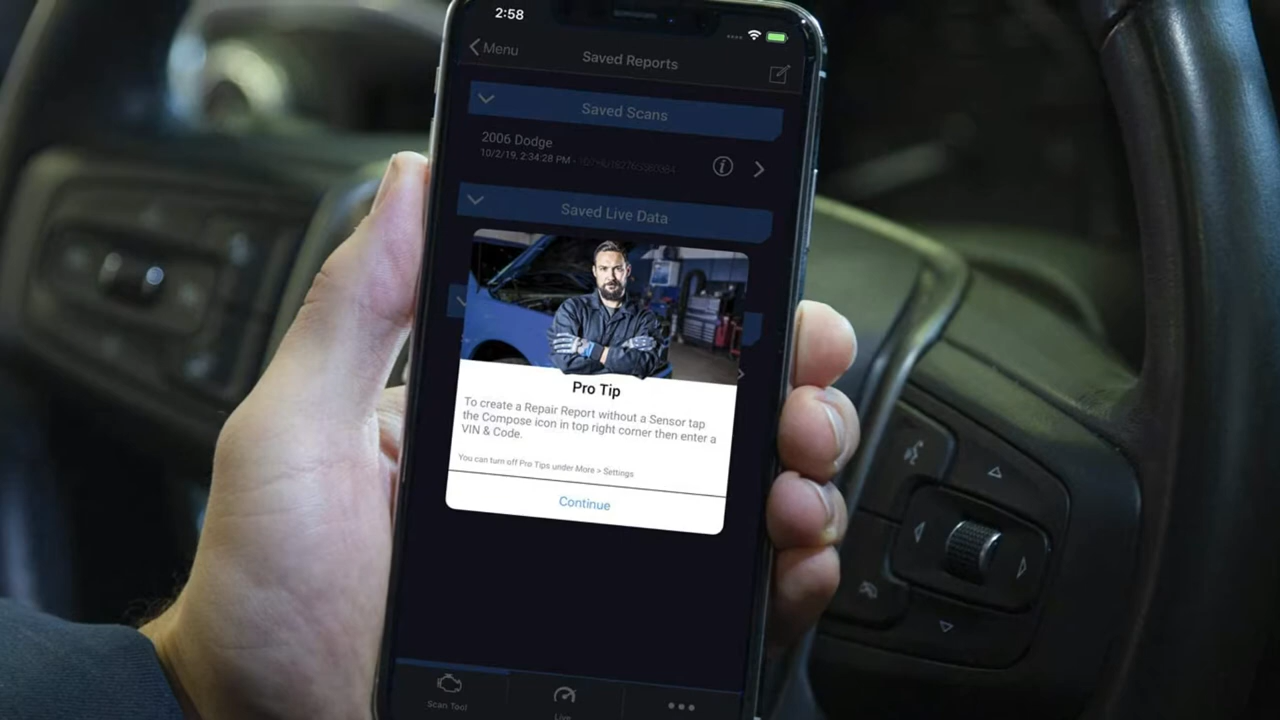 2:58
Menu
Saved Reports
Saved Scans
2006 Dodge
10/2/19, 2:34:28 PM -
Saved Live Data
Pro Tip
To create a Repair Report without a Sensor tap
the Compose icon in top right corner then enter a
VIN & Code.
You can turn off Pro Tips under More > Settings
Continue
Scan Tool
Live